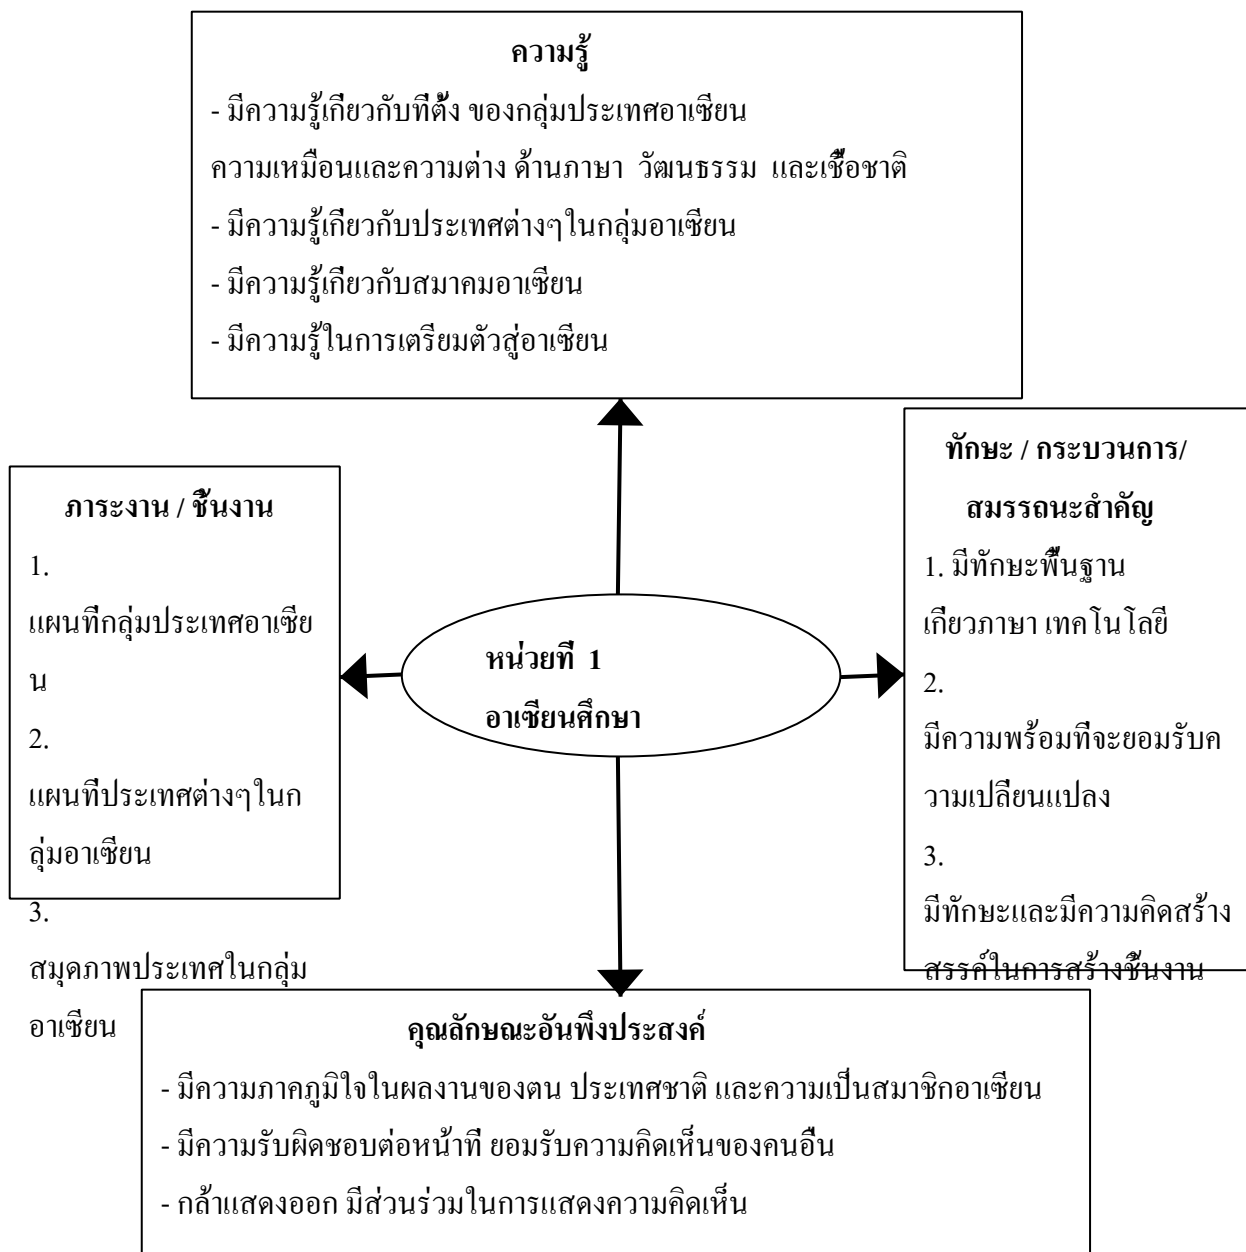 ความรู้
- มีความรู้เกี่ยวกับที่ตั้ง ของกลุ่มประเทศอาเซียน
ความเหมือนและความต่าง ด้านภาษา วัฒนธรรม และเชื้อชาติ
- มีความรู้เกี่ยวกับประเทศต่างๆในกลุ่มอาเซียน
- มีความรู้เกี่ยวกับสมาคมอาเซียน
- มีความรู้ในการเตรียมตัวสู่อาเซียน
ภาระงาน / ชิ้นงาน
1.
แผนที่กลุ่มประเทศอาเซีย
น
2.
แผนที่ประเทศต่างๆในก
ลุ่มอาเซียน
3.
สมุดภาพประเทศในกลุ่ม
อาเซียน
หน่วยที่ 1
อาเซียนศึกษา
ทักษะ / กระบวนการ/
สมรรถนะสำคัญ
1. มีทักษะพื้นฐาน
เกี่ยวภาษา เทคโนโลยี
2.
มีความพร้อมที่จะยอมรับค
วามเปลี่ยนแปลง
3.
มีทักษะและมีความคิดสร้าง
สรรค์ในการสร้างชิ้นงาน
คุณลักษณะอันพึงประสงค์
- มีความภาคภูมิใจในผลงานของตน ประเทศชาติ และความเป็นสมาชิกอาเซียน
- มีความรับผิดชอบต่อหน้าที่ ยอมรับความคิดเห็นของคนอื่น
- กล้าแสดงออก มีส่วนร่วมในการแสดงความคิดเห็น